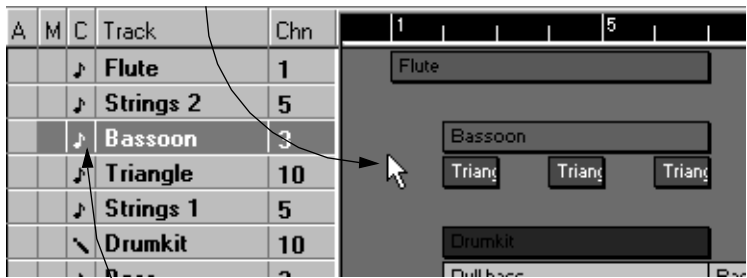 A M C Track Chn 1 5
Flute 1 Flute
Strings 2 5
Bassoon 3 Bassoon
Triangle 10 Triang Triang Triang
Strings 1 5
Drumkit 10 Drumkit